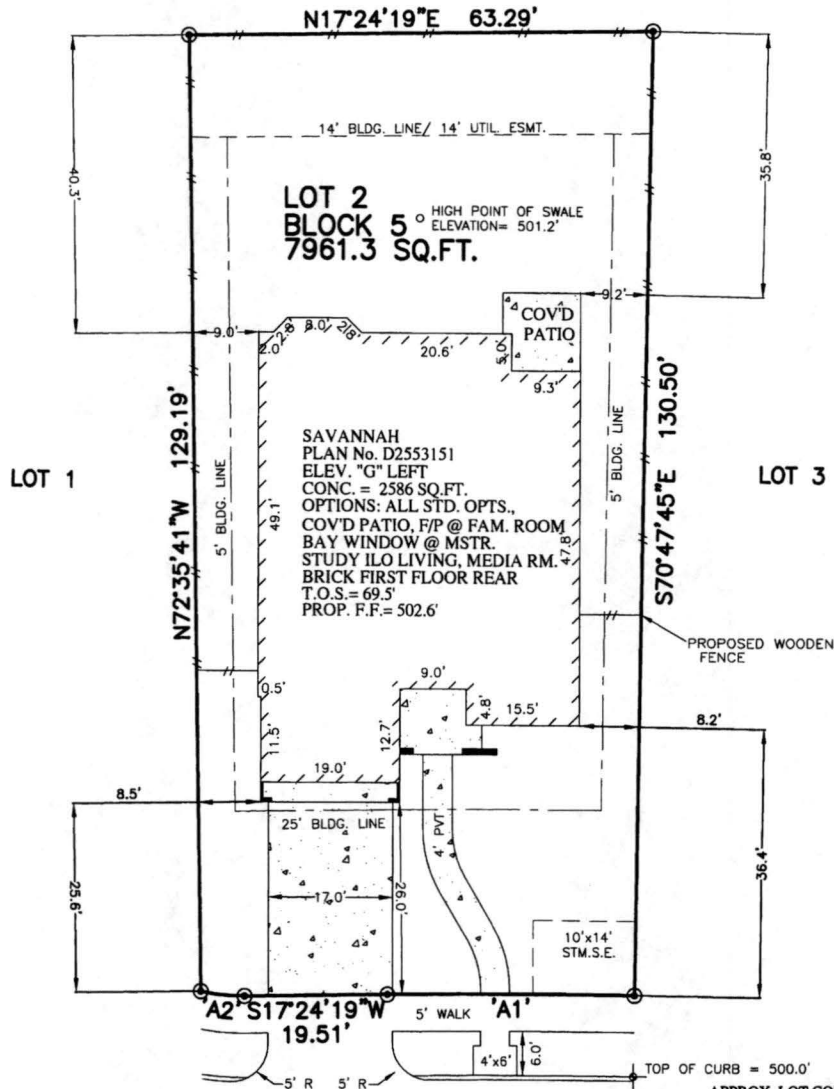 N17°24'19"E 63.29'
14' BLDG. LINE/ 14' UTIL. ESMT.
40.3'
35.8'
LOT 2
BLOCK 5
7961.3 SQ.FT.
HIGH POINT OF SWALE
ELEVATION= 501.2'
9.0'
2.0'
2.8'
8.0'
2.8'
20.6'
5.0'
COV'D
PATIO
9.2'
9.3'
N72°35'41"W 129.19'
S70°47'45"E 130.50'
LOT 1
LOT 3
5' BLDG. LINE
5' BLDG. LINE
49.1'
47.8'
SAVANNAH
PLAN No. D2553151
ELEV. "G" LEFT
CONC. = 2586 SQ.FT.
OPTIONS: ALL STD. OPTS.,
COV'D PATIO, F/P @ FAM. ROOM
BAY WINDOW @ MSTR.
STUDY ILO LIVING, MEDIA RM.
BRICK FIRST FLOOR REAR
T.O.S.= 69.5'
PROP. F.F.= 502.6'
PROPOSED WOODEN
FENCE
0.5'
9.0'
4.8'
15.5'
8.2'
11.5'
12.7'
19.0'
8.5'
25' BLDG. LINE
4' PVT
25.6'
17.0'
26.0'
36.4'
10'x14'
STM.S.E.
'A2' S17°24'19"W
19.51'
5' WALK
'A1'
5' R
5' R
4'x6'
6.0'
TOP OF CURB = 500.0'